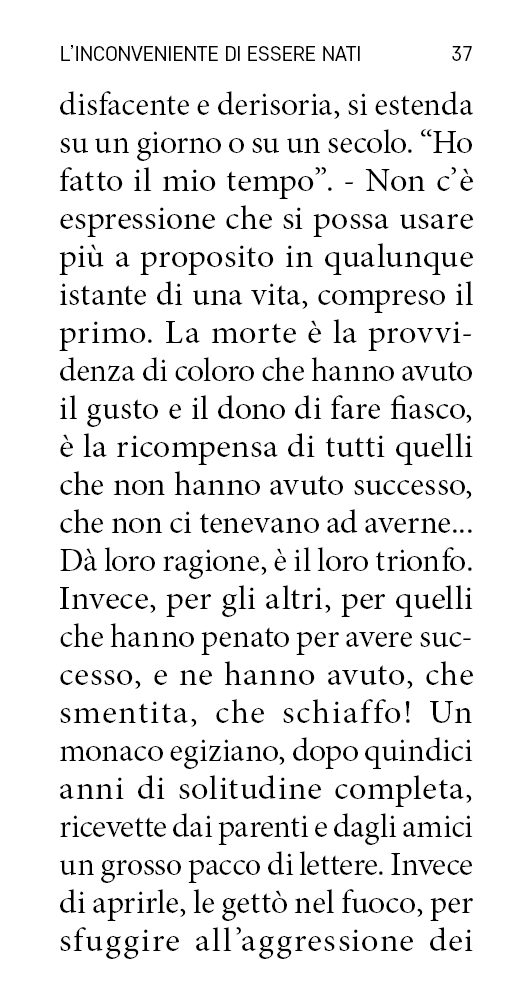 L’INCONVENIENTE DI ESSERE NATI 37
disfacente e derisoria, si estenda
su un giorno o su un secolo. “Ho
fatto il mio tempo”. - Non c’è
espressione che si possa usare
più a proposito in qualunque
istante di una vita, compreso il
primo. La morte è la provvi-
denza di coloro che hanno avuto
il gusto e il dono di fare fiasco,
è la ricompensa di tutti quelli
che non hanno avuto successo,
che non ci tenevano ad averne...
Dà loro ragione, è il loro trionfo.
Invece, per gli altri, per quelli
che hanno penato per avere suc-
cesso, e ne hanno avuto, che
smentita, che schiaffo! Un
monaco egiziano, dopo quindici
anni di solitudine completa,
ricevette dai parenti e dagli amici
un grosso pacco di lettere. Invece
di aprirle, le gettò nel fuoco, per
sfuggire all’aggressione dei